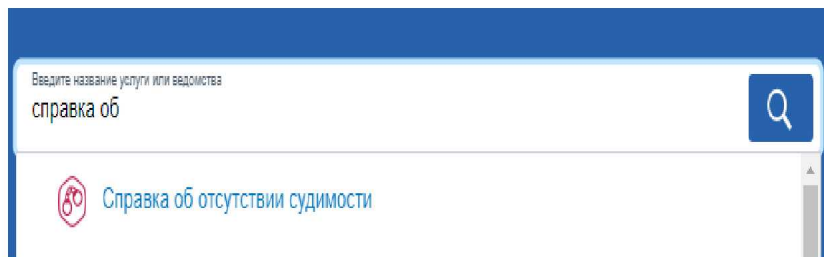 Введите название услуги или ведомства
справка об
Справка об отсутствии судимости